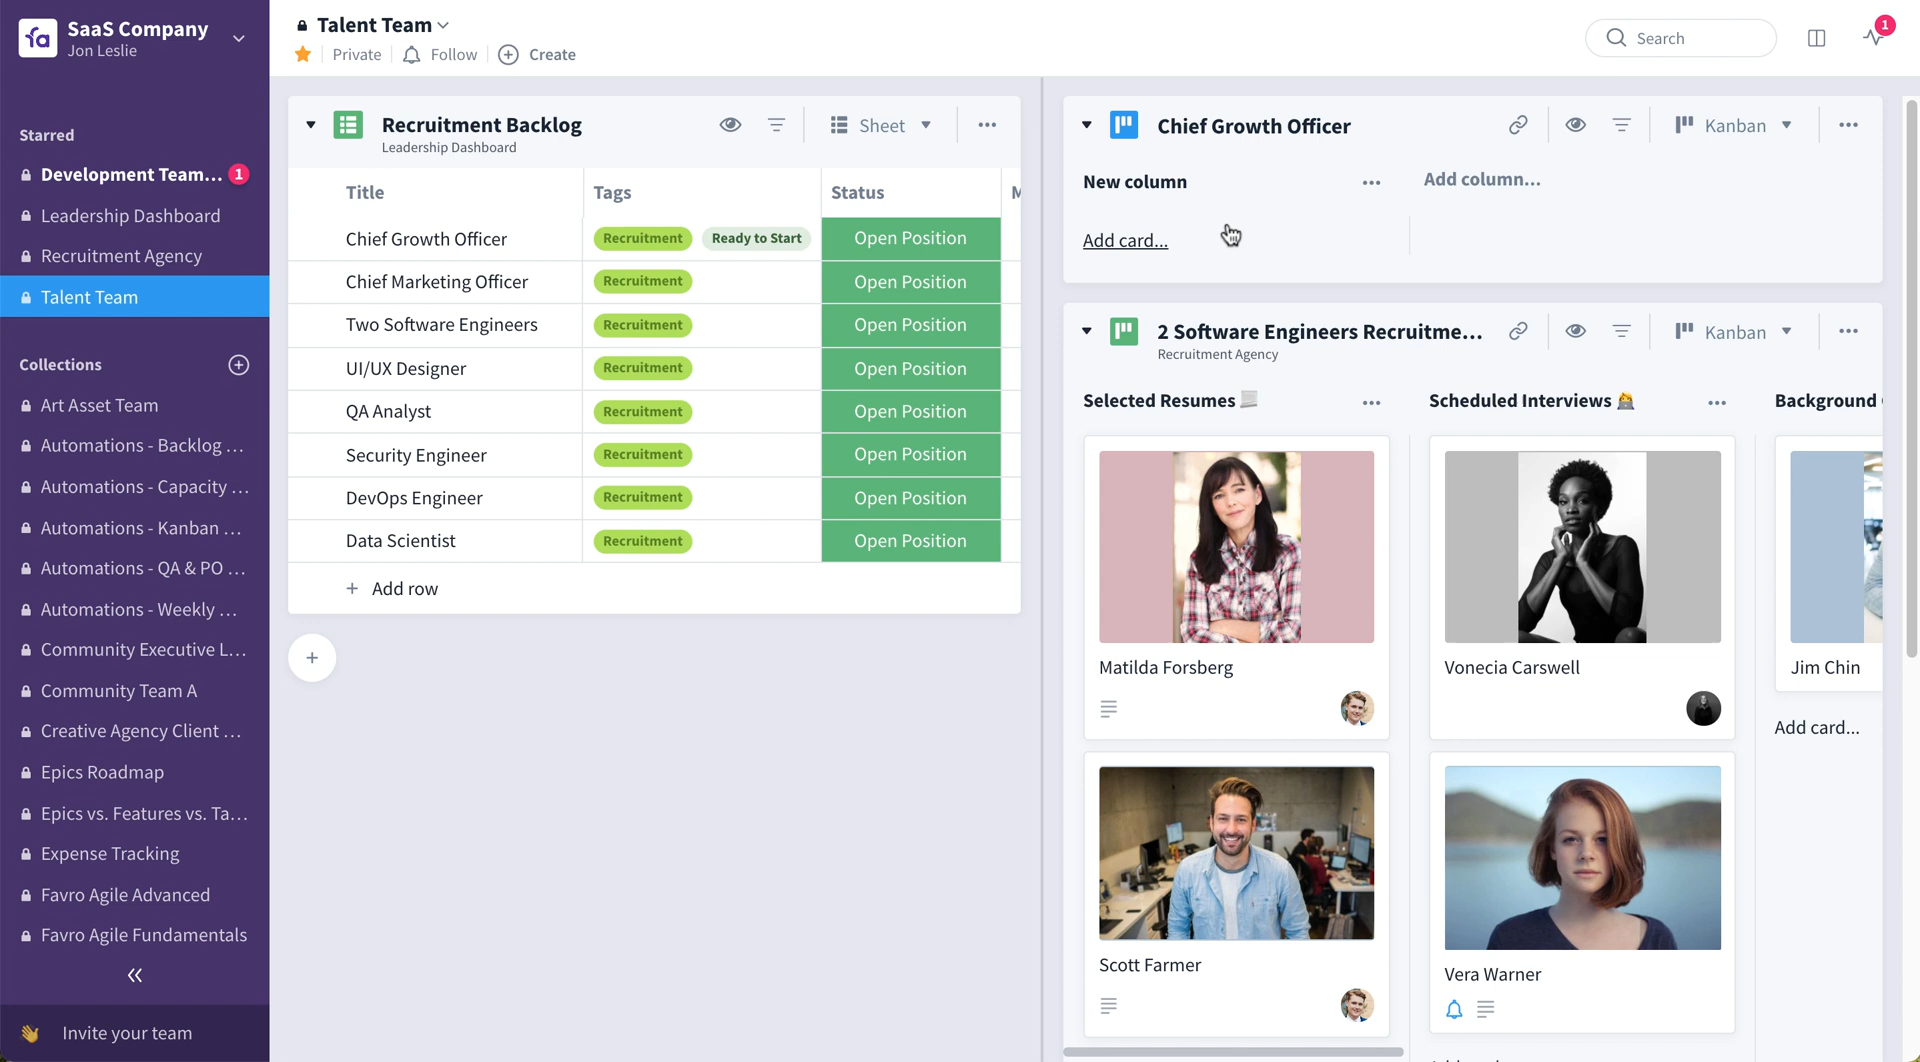 SaaS Company
Jon Leslie
Starred
Development Team... 1
Leadership Dashboard
Recruitment Agency
Talent Team
Collections
Art Asset Team
Automations - Backlog ...
Automations - Capacity ...
Automations - Kanban ...
Automations - QA & PO ...
Automations - Weekly ...
Community Executive L...
Community Team A
Creative Agency Client ...
Epics Roadmap
Epics vs. Features vs. Ta...
Expense Tracking
Favro Agile Advanced
Favro Agile Fundamentals
Invite your team
Talent Team
Private Follow Create
Search
1
Recruitment Backlog
Leadership Dashboard
Sheet
Title Tags Status M
Chief Growth Officer Recruitment Ready to Start Open Position
Chief Marketing Officer Recruitment Open Position
Two Software Engineers Recruitment Open Position
UI/UX Designer Recruitment Open Position
QA Analyst Recruitment Open Position
Security Engineer Recruitment Open Position
DevOps Engineer Recruitment Open Position
Data Scientist Recruitment Open Position
+ Add row
+
Chief Growth Officer
Kanban
New column
Add column...
Add card...
2 Software Engineers Recruitme...
Recruitment Agency
Kanban
Selected Resumes
Scheduled Interviews
Background
Matilda Forsberg
Vonecia Carswell
Jim Chin
Add card...
Scott Farmer
Vera Warner